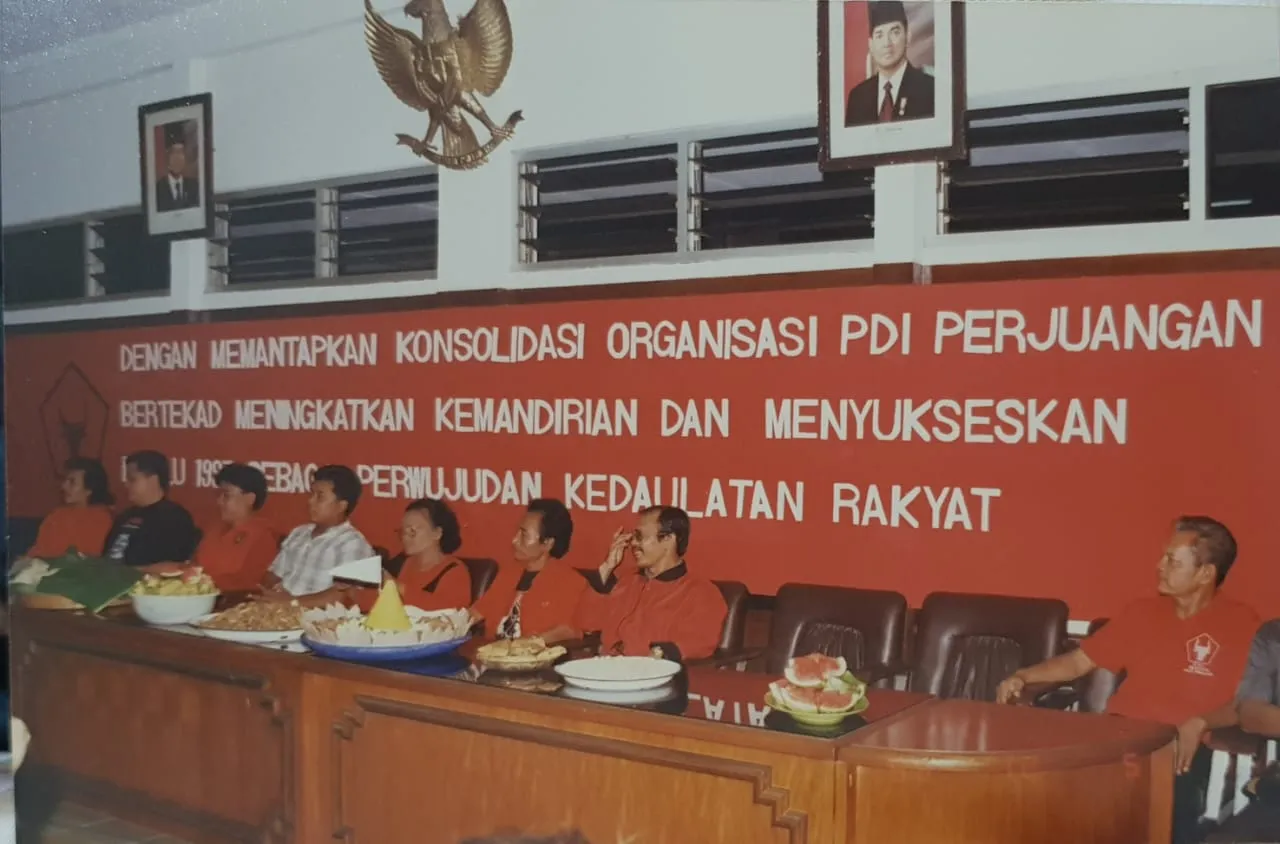 DENGAN MEMANTAPKAN KONSOLIDASI ORGANISASI PDI PERJUANGAN
BERTEKAD MENINGKATKAN KEMANDIRIAN DAN MENYUKSESKAN
PERWUJUDAN KEDAULATAN RAKYAT